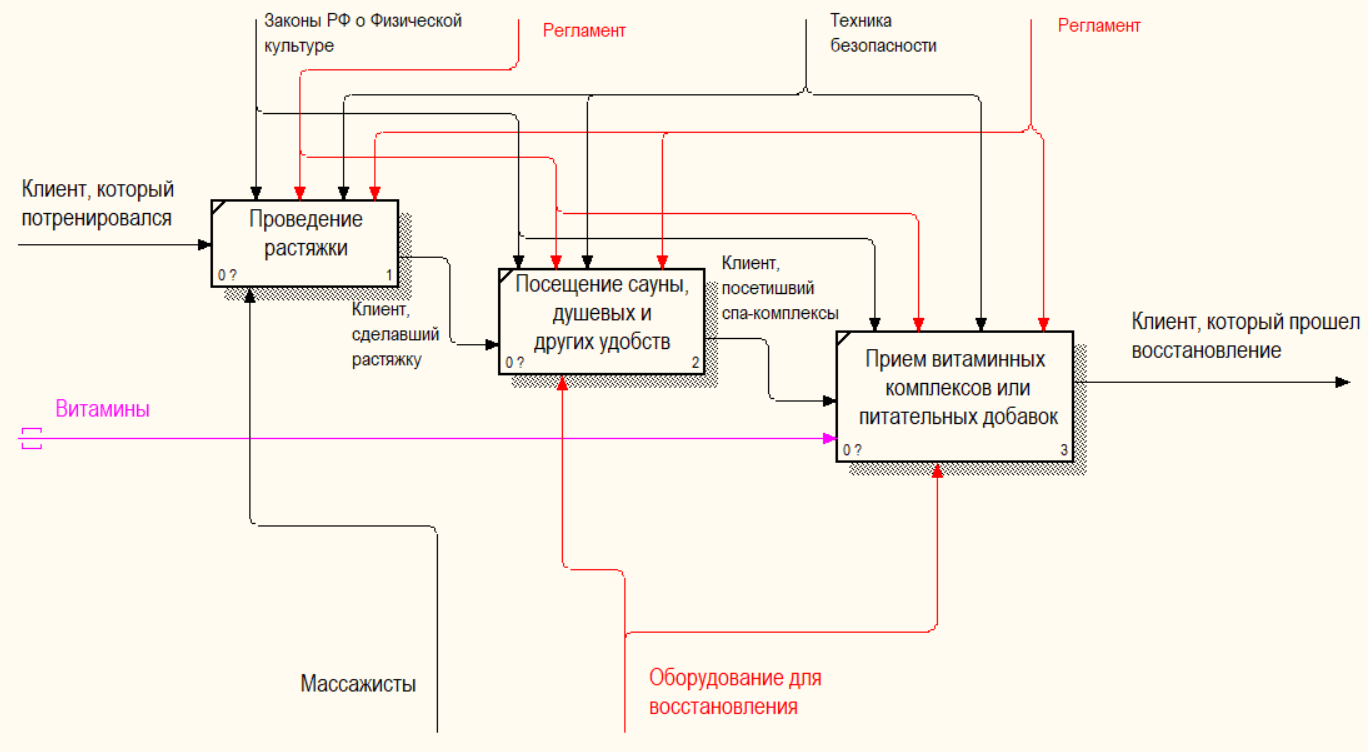 Законы РФ о Физической
культуре
Регламент
Техника
безопасности
Регламент
Клиент, который
потренировался
Проведение
растяжки
0 ?
1
Клиент,
сделавший
растяжку
Посещение сауны,
душевых и
других удобств
0 ?
2
Клиент,
посетишвий
спа-комплексы
Прием витаминных
комплексов или
питательных добавок
0 ?
3
Клиент, который прошел
восстановление
Витамины
Массажисты
Оборудование для
восстановления